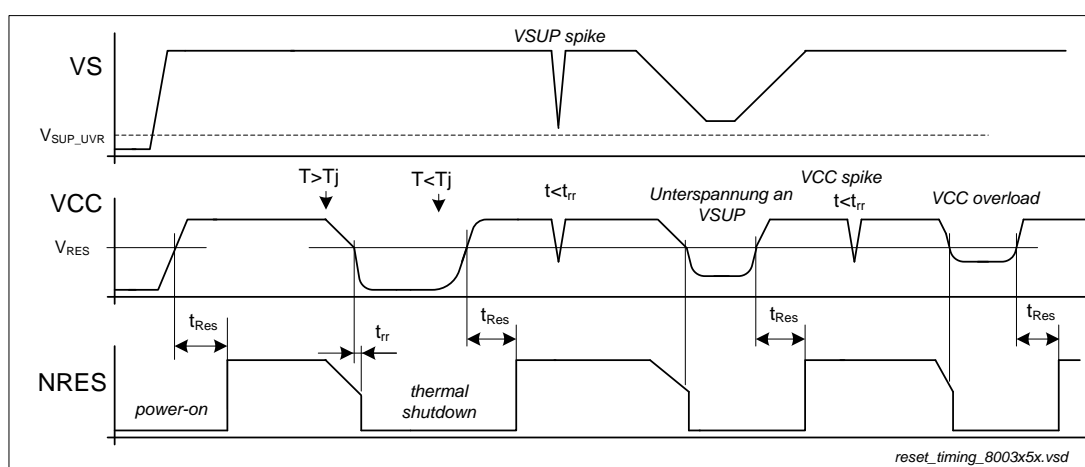 VSUP spike
VS
VSUP_UVR
T>Tj
T<Tj
t<trr
Unterspannung an
VSUP
VCC spike
t<trr
VCC overload
VCC
VRES
tRes
trr
tRes
tRes
tRes
NRES
power-on
thermal
shutdown
reset_timing_8003x5x.vsd